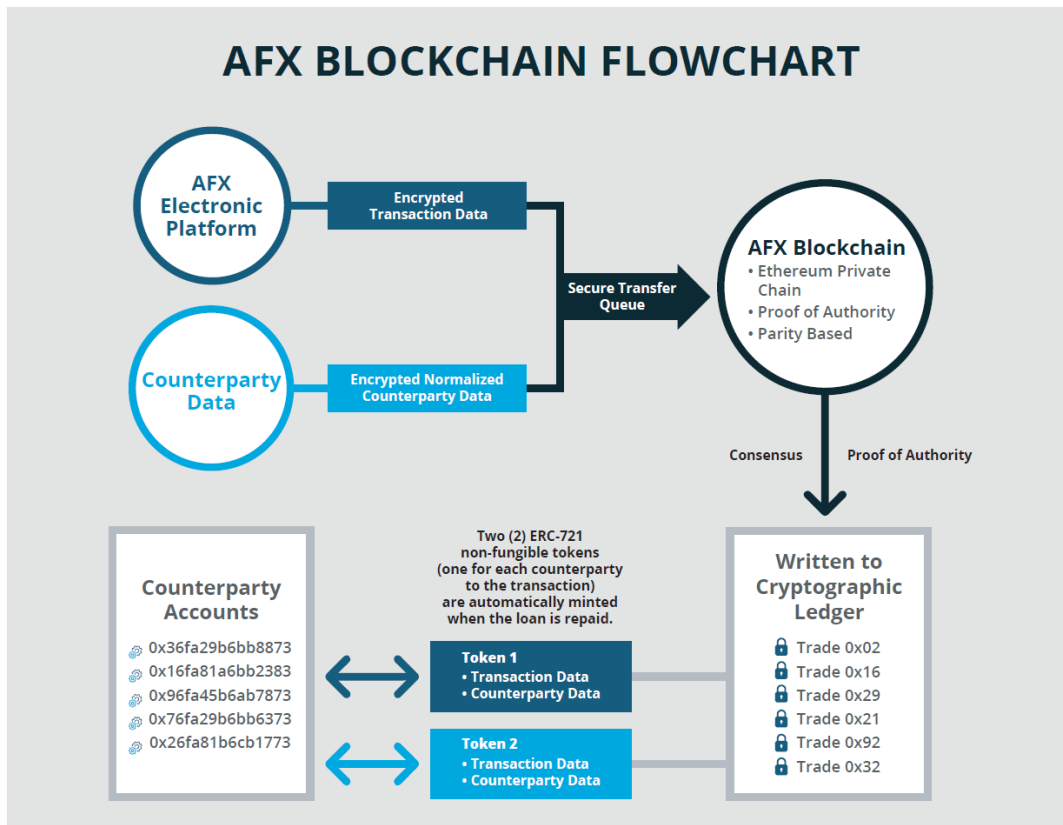 AFX BLOCKCHAIN FLOWCHART
AFX
Electronic
Platform
Encrypted
Transaction Data
Counterparty
Data
Encrypted Normalized
Counterparty Data
Secure Transfer
Queue
AFX Blockchain
• Ethereum Private
Chain
• Proof of Authority
• Parity Based
Consensus
Proof of Authority
Counterparty
Accounts
0x36fa29b6bb8873
0x16fa81a6bb2383
0x96fa45b6ab7873
0x76fa29b6bb6373
0x26fa81b6cb1773
Two (2) ERC-721
non-fungible tokens
(one for each counterparty
to the transaction)
are automatically minted
when the loan is repaid.
Token 1
• Transaction Data
• Counterparty Data
Token 2
• Transaction Data
• Counterparty Data
Written to
Cryptographic
Ledger
Trade 0x02
Trade 0x16
Trade 0x29
Trade 0x21
Trade 0x92
Trade 0x32